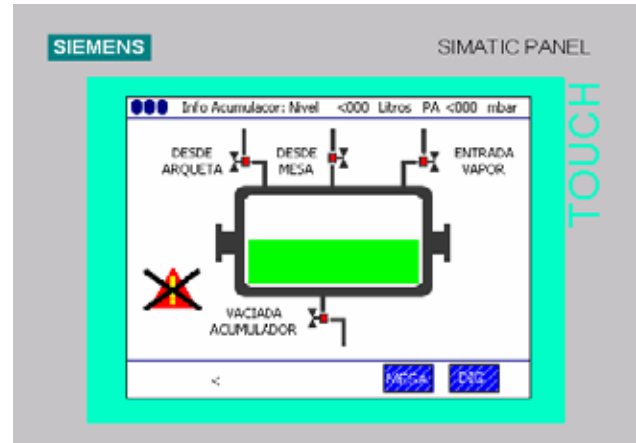 SIEMENS
SIMATIC PANEL
TOUCH
Info Acumulacor: Nivel <000 Litros PA <000 mbar
DESDE ARQUETA
DESDE MESA
ENTRADA VAPOR
VACIADA ACUMULADOR
<
MESA
DIG